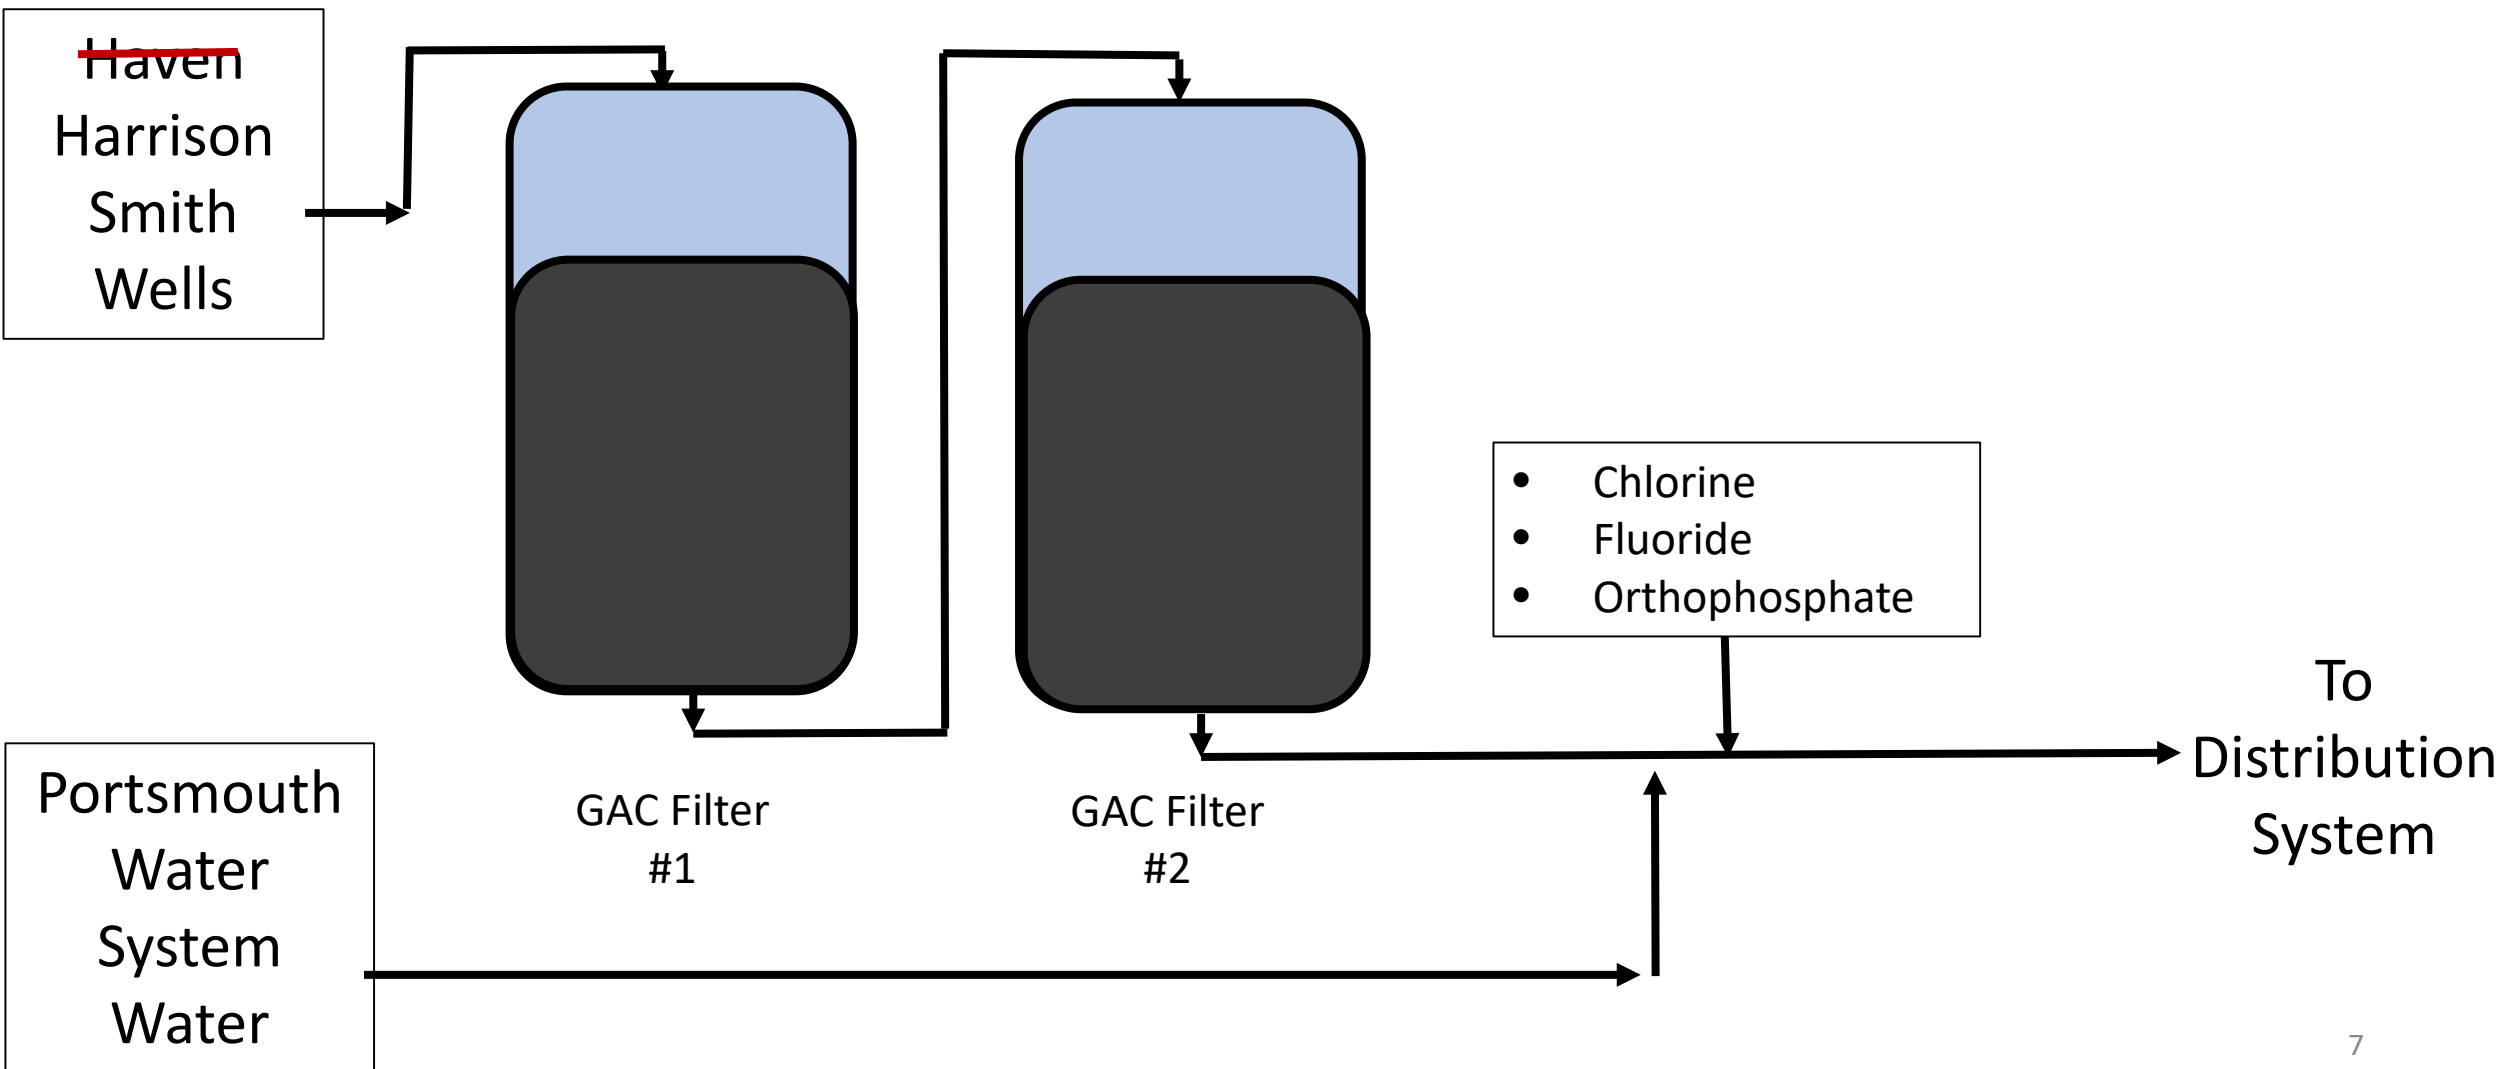 Haven
Harrison
Smith
Wells
• Chlorine
• Fluoride
• Orthophosphate
To
Distribution
System
Portsmouth
Water
System
Water
GAC Filter
#1
GAC Filter
#2
7